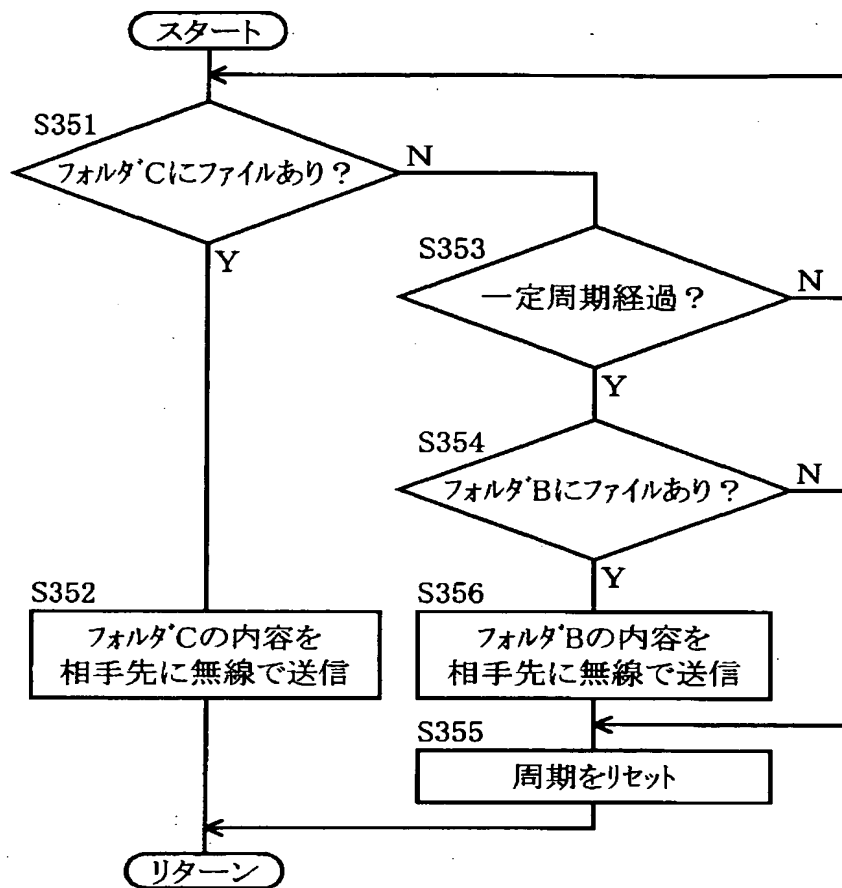 スタート
S351
フォルダCにファイルあり?
N
Y
S353
一定周期経過?
N
Y
S354
フォルダBにファイルあり?
N
Y
S352
フォルダCの内容を
相手先に無線で送信
S356
フォルダBの内容を
相手先に無線で送信
S355
周期をリセット
リターン